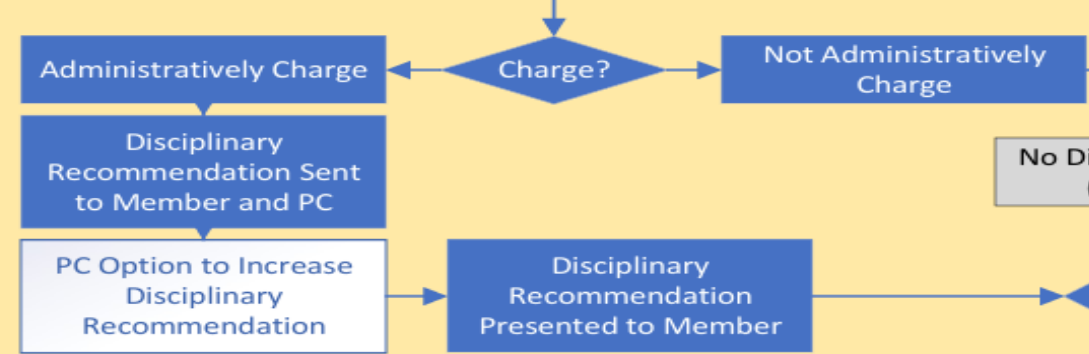 Administratively Charge
Charge?
Not Administratively
Charge
Disciplinary
Recommendation Sent
to Member and PC
No
PC Option to Increase
Disciplinary
Recommendation
Disciplinary
Recommendation
Presented to Member